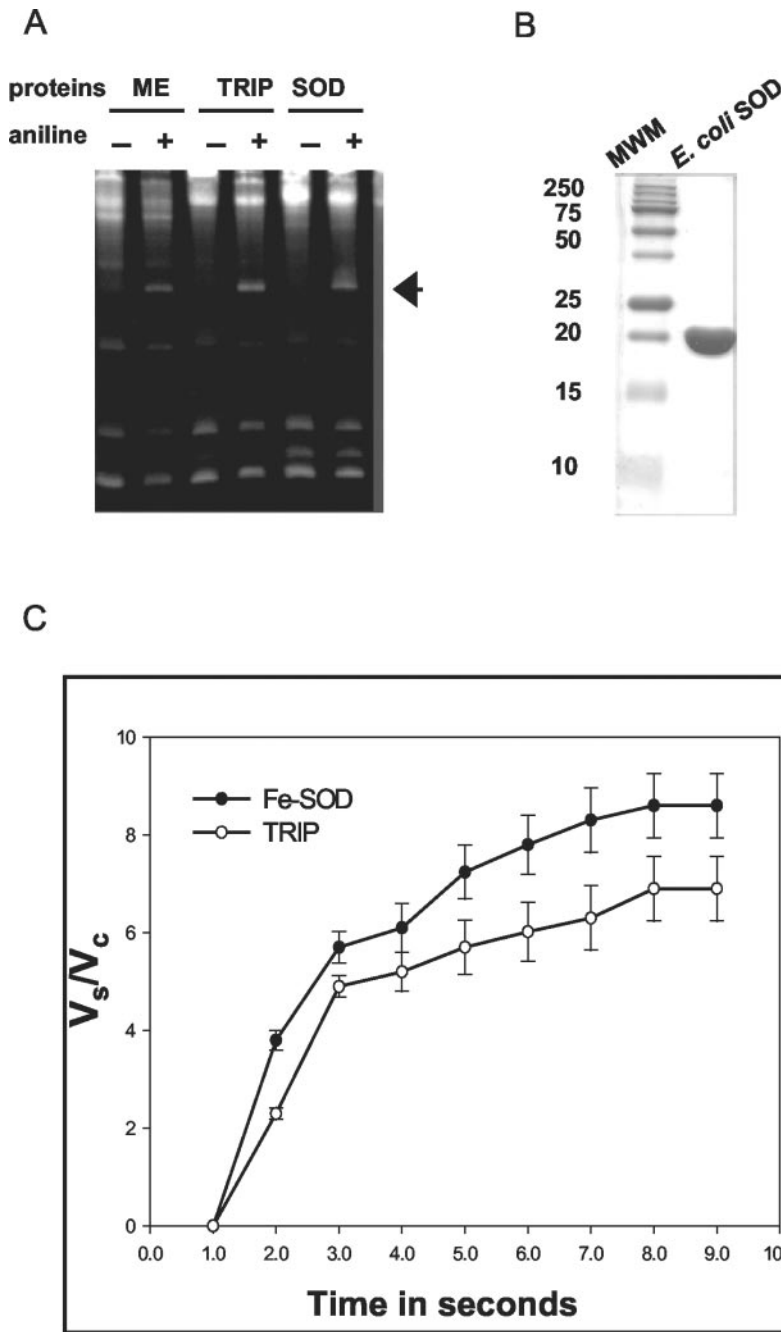 A
proteins ME TRIP SOD
aniline – + – + – +
B
MWM E. coli SOD
250
75
50
25
20
15
10
C
10
8
6
4
2
0
Fe-SOD
TRIP
Vs/Vc
0.0 1.0 2.0 3.0 4.0 5.0 6.0 7.0 8.0 9.0 10
Time in seconds